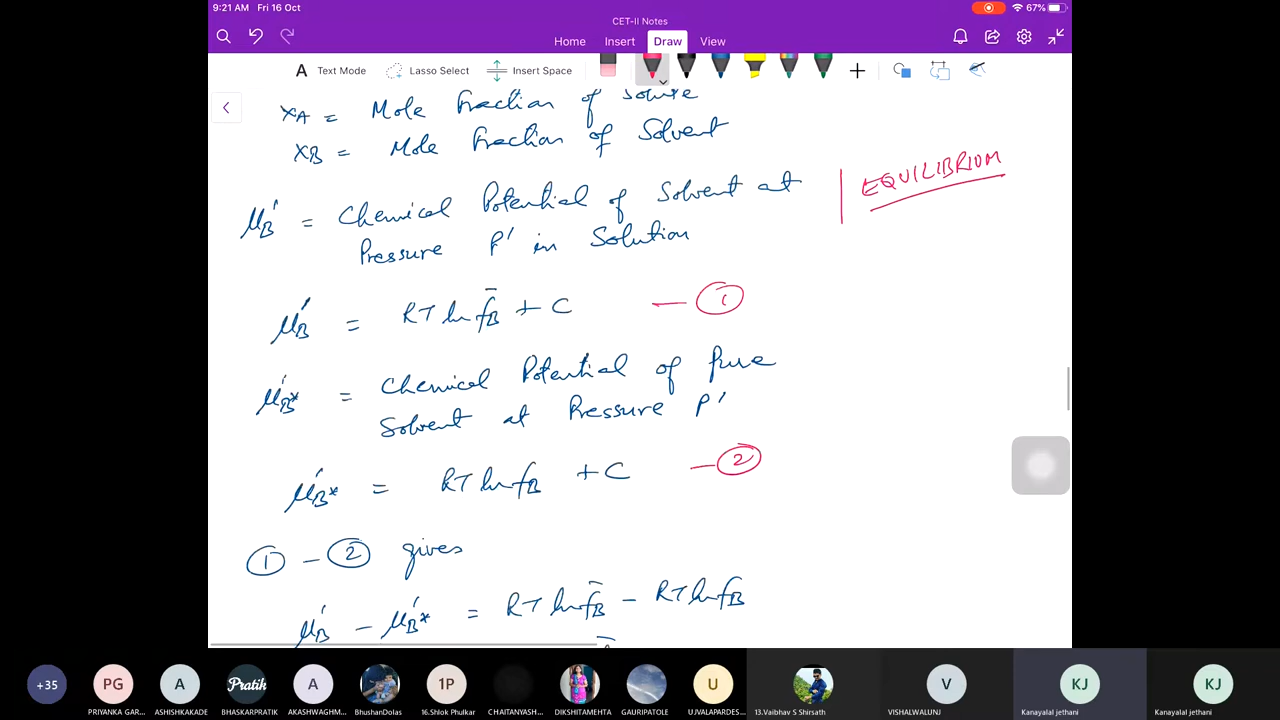 9:21 AM Fri 16 Oct
67%
CET-II Notes
Home Insert Draw View
A Text Mode Lasso Select Insert Space
xA = Mole Fraction of Solute
xB = Mole Fraction of Solvent
EQUILIBRIUM
μB' = Chemical Potential of Solvent at
Pressure P' in Solution
μB' = RT ln f̄B + C — ①
μB*' = Chemical Potential of Pure
Solvent at Pressure P'
μB*' = RT ln fB + C — ②
① - ② gives
μB' - μB*' = RT ln f̄B - RT ln fB
+35
PG
A
Pratik
A
1P
U
V
KJ
KJ
PRIYANKA GAR...
ASHISHKAKADE
BHASKARPRATIK
AKASHWAGHM...
BhushanDolas
16.Shlok Phulkar
CHAITANYASH...
DIKSHITAMEHTA
GAURIPATOLE
UJVALAPARDES...
13.Vaibhav S Shirsath
VISHALWALUNJ
Kanayalal jethani
Kanayalal jethani